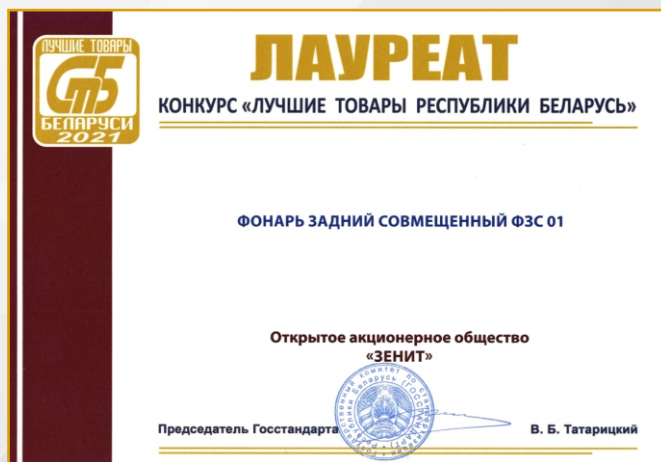 ЛУЧШИЕ ТОВАРЫ
СтБ
БЕЛАРУСИ
2021
ЛАУРЕАТ
КОНКУРС «ЛУЧШИЕ ТОВАРЫ РЕСПУБЛИКИ БЕЛАРУСЬ»
ФОНАРЬ ЗАДНИЙ СОВМЕЩЕННЫЙ ФЗС 01
Открытое акционерное общество
«ЗЕНИТ»
Председатель Госстандарта
В. Б. Татарицкий